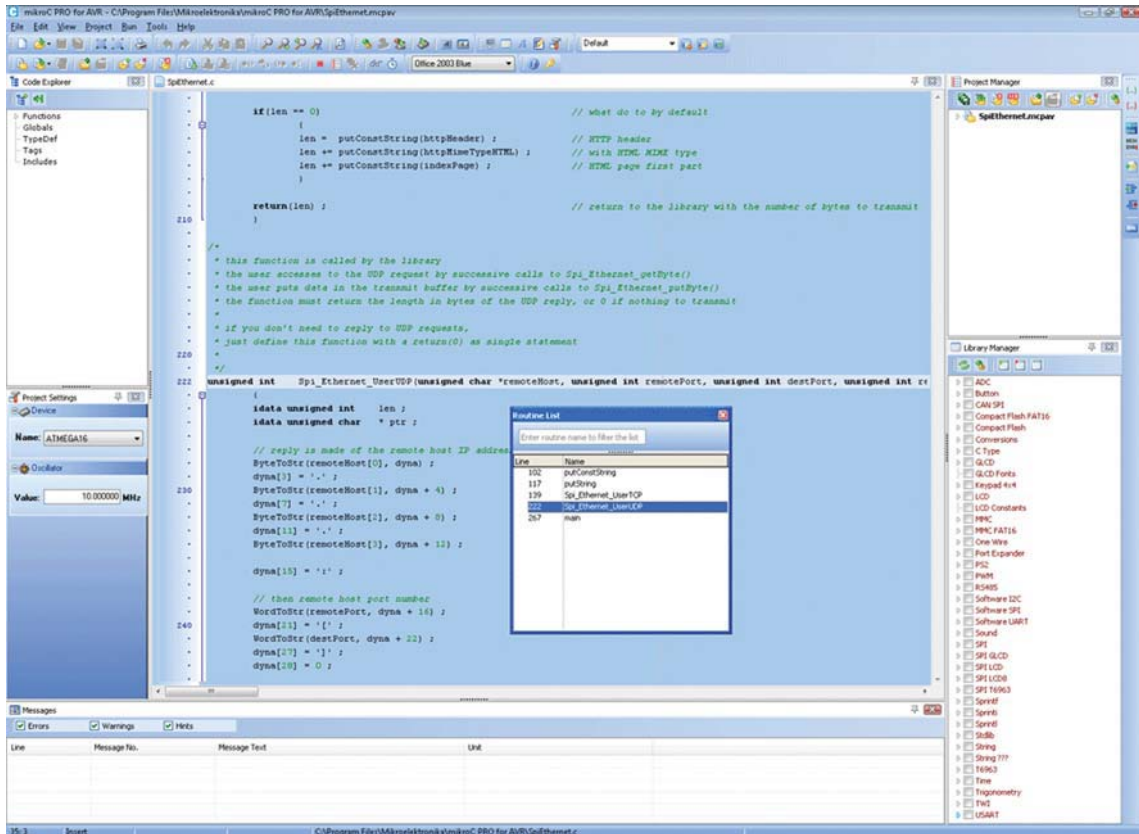 mikroC PRO for AVR - C:\Program Files\Mikroelektronika\mikroC PRO for AVR\SpiEthernet.mcpav
File Edit View Project Run Tools Help
Default
Office 2003 Blue
Code Explorer
Functions
Globals
TypeDef
Tags
Includes
Project Settings
Device
Name: ATMEGA16
Oscillator
Value: 10.000000 MHz
SpiEthernet.c
if(len == 0) // what do to by default
{
len = putConstString(httpHeader) ; // HTTP header
len += putConstString(httpMimeTypeHTML) ; // with HTML MIME type
len += putConstString(indexPage) ; // HTML page first part
}
return(len) ; // return to the library with the number of bytes to transmit
210 }
/*
* this function is called by the library
* the user accesses to the UDP request by successive calls to Spi_Ethernet_getByte()
* the user puts data in the transmit buffer by successive calls to Spi_Ethernet_putByte()
* the function must return the length in bytes of the UDP reply, or 0 if nothing to transmit
*
* if you don't need to reply to UDP requests,
* just define this function with a return(0) as single statement
220 *
*/
222 unsigned int Spi_Ethernet_UserUDP(unsigned char *remoteHost, unsigned int remotePort, unsigned int destPort, unsigned int re
{
idata unsigned int len ;
idata unsigned char * ptr ;
// reply is made of the remote host IP addres
ByteToStr(remoteHost[0], dyna) ;
dyna[3] = '.' ;
230 ByteToStr(remoteHost[1], dyna + 4) ;
dyna[7] = '.' ;
ByteToStr(remoteHost[2], dyna + 8) ;
dyna[11] = '.' ;
ByteToStr(remoteHost[3], dyna + 12) ;
dyna[15] = ':' ;
// then remote host port number
WordToStr(remotePort, dyna + 16) ;
240 dyna[21] = '[' ;
WordToStr(destPort, dyna + 22) ;
dyna[27] = ']' ;
dyna[28] = 0 ;
Routine List
Enter routine name to filter the list
Line Name
102 putConstString
117 putString
139 Spi_Ethernet_UserTCP
222 Spi_Ethernet_UserUDP
267 main
Project Manager
SpiEthernet.mcpav
Library Manager
ADC
Button
CAN SPI
Compact Flash FAT16
Compact Flash
Conversions
C Type
GLCD
GLCD Fonts
Keypad 4x4
LCD
LCD Constants
MMC
MMC FAT16
One Wire
Port Expander
PS2
PWM
RS485
Software I2C
Software SPI
Software UART
Sound
SPI
SPI GLCD
SPI LCD
SPI LCD8
SPI T6963
Sprintf
Sprinti
Sprintl
Stdlib
String
String ???
T6963
Time
Trigonometry
TWI
USART
Messages
Errors Warnings Hints
Line Message No. Message Text Unit
15: 3 Insert C:\Program Files\Mikroelektronika\mikroC PRO for AVR\SpiEthernet.c